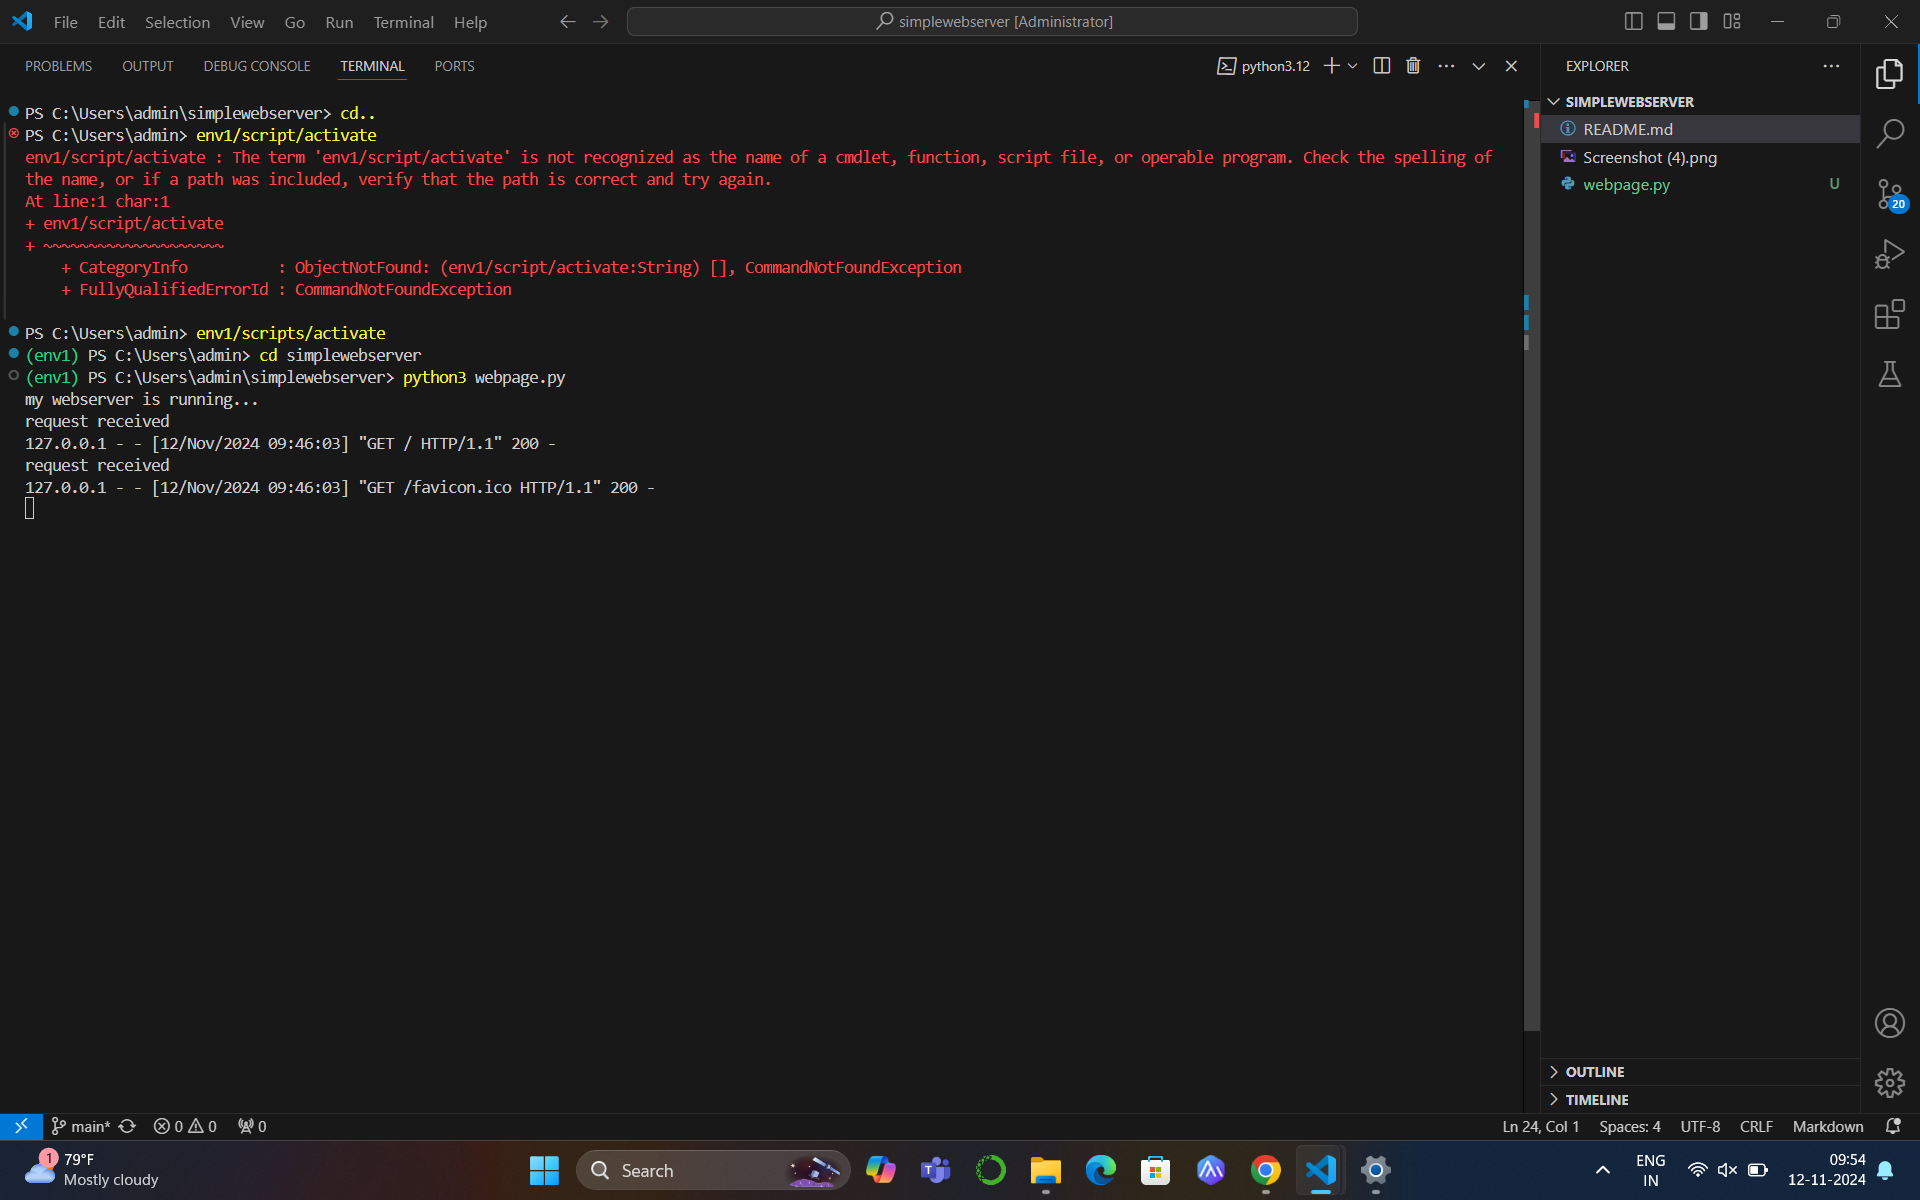 File Edit Selection View Go Run Terminal Help
simplewebserver [Administrator]
PROBLEMS OUTPUT DEBUG CONSOLE TERMINAL PORTS
python3.12
EXPLORER
PS C:\Users\admin\simplewebserver> cd..
PS C:\Users\admin> env1/script/activate
env1/script/activate : The term 'env1/script/activate' is not recognized as the name of a cmdlet, function, script file, or operable program. Check the spelling of
the name, or if a path was included, verify that the path is correct and try again.
At line:1 char:1
+ env1/script/activate
+ ~~~~~~~~~~~~~~~~~~~~
+ CategoryInfo : ObjectNotFound: (env1/script/activate:String) [], CommandNotFoundException
+ FullyQualifiedErrorId : CommandNotFoundException
PS C:\Users\admin> env1/scripts/activate
(env1) PS C:\Users\admin> cd simplewebserver
(env1) PS C:\Users\admin\simplewebserver> python3 webpage.py
my webserver is running...
request received
127.0.0.1 - - [12/Nov/2024 09:46:03] "GET / HTTP/1.1" 200 -
request received
127.0.0.1 - - [12/Nov/2024 09:46:03] "GET /favicon.ico HTTP/1.1" 200 -
SIMPLEWEBSERVER
README.md
Screenshot (4).png
webpage.py U
20
OUTLINE
TIMELINE
main* 0 0 0
Ln 24, Col 1 Spaces: 4 UTF-8 CRLF Markdown
1
79°F
Mostly cloudy
Search
ENG
IN
09:54
12-11-2024